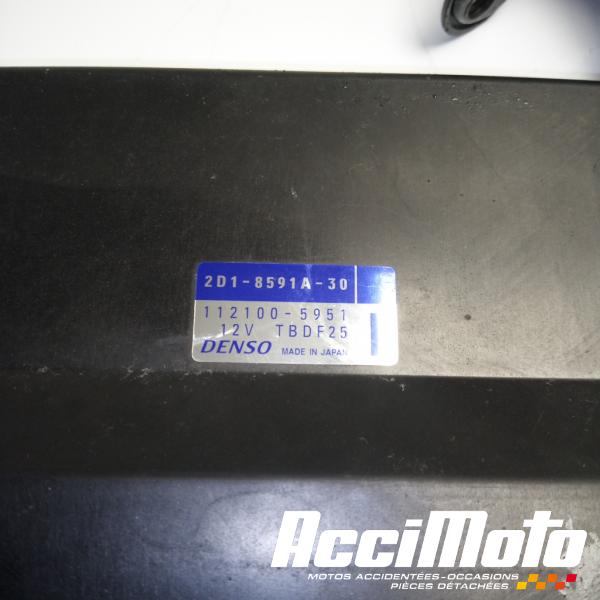 2D1-8591A-30
112100-5951
12V TBDF25
DENSO MADE IN JAPAN
AcciMoto
MOTOS ACCIDENTÉES-OCCASIONS
PIÈCES DÉTACHÉES